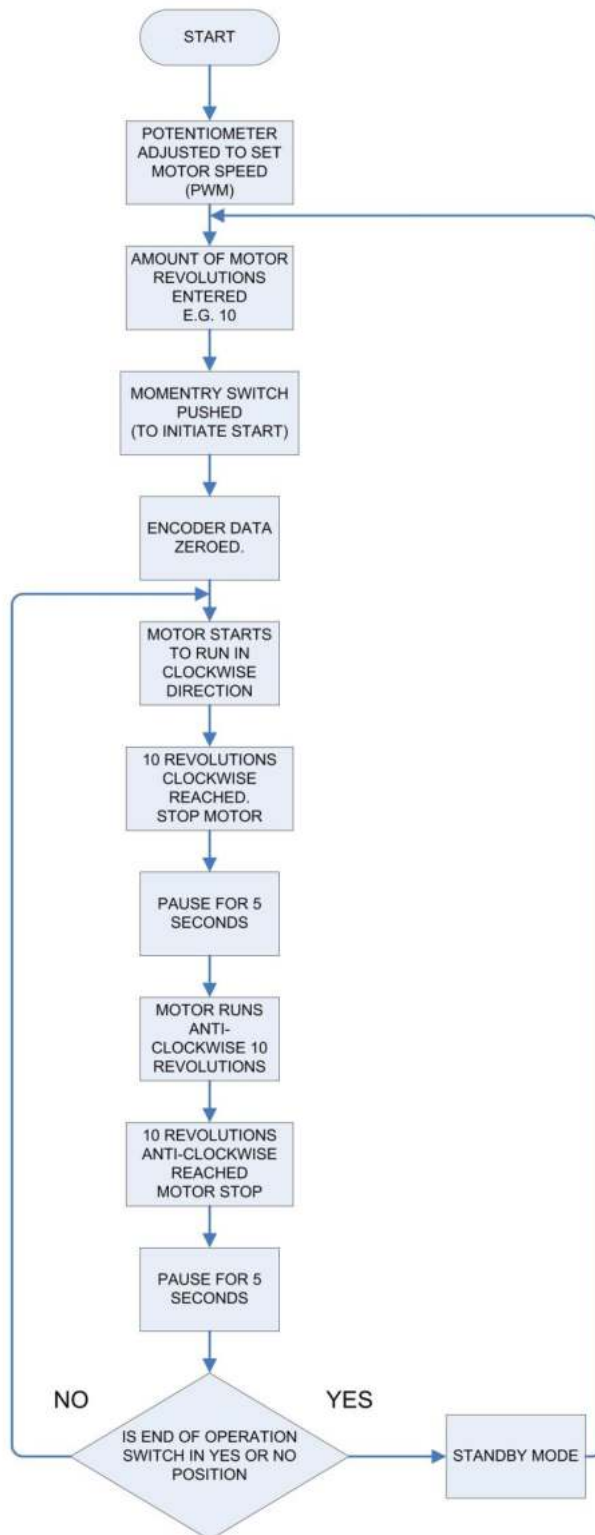 START
POTENTIOMETER
ADJUSTED TO SET
MOTOR SPEED
(PWM)
AMOUNT OF MOTOR
REVOLUTIONS
ENTERED
E.G. 10
MOMENTRY SWITCH
PUSHED
(TO INITIATE START)
ENCODER DATA
ZEROED.
MOTOR STARTS
TO RUN IN
CLOCKWISE
DIRECTION
10 REVOLUTIONS
CLOCKWISE
REACHED.
STOP MOTOR
PAUSE FOR 5
SECONDS
MOTOR RUNS
ANTI-
CLOCKWISE 10
REVOLUTIONS
10 REVOLUTIONS
ANTI-CLOCKWISE
REACHED
MOTOR STOP
PAUSE FOR 5
SECONDS
NO
YES
IS END OF OPERATION
SWITCH IN YES OR NO
POSITION
STANDBY MODE